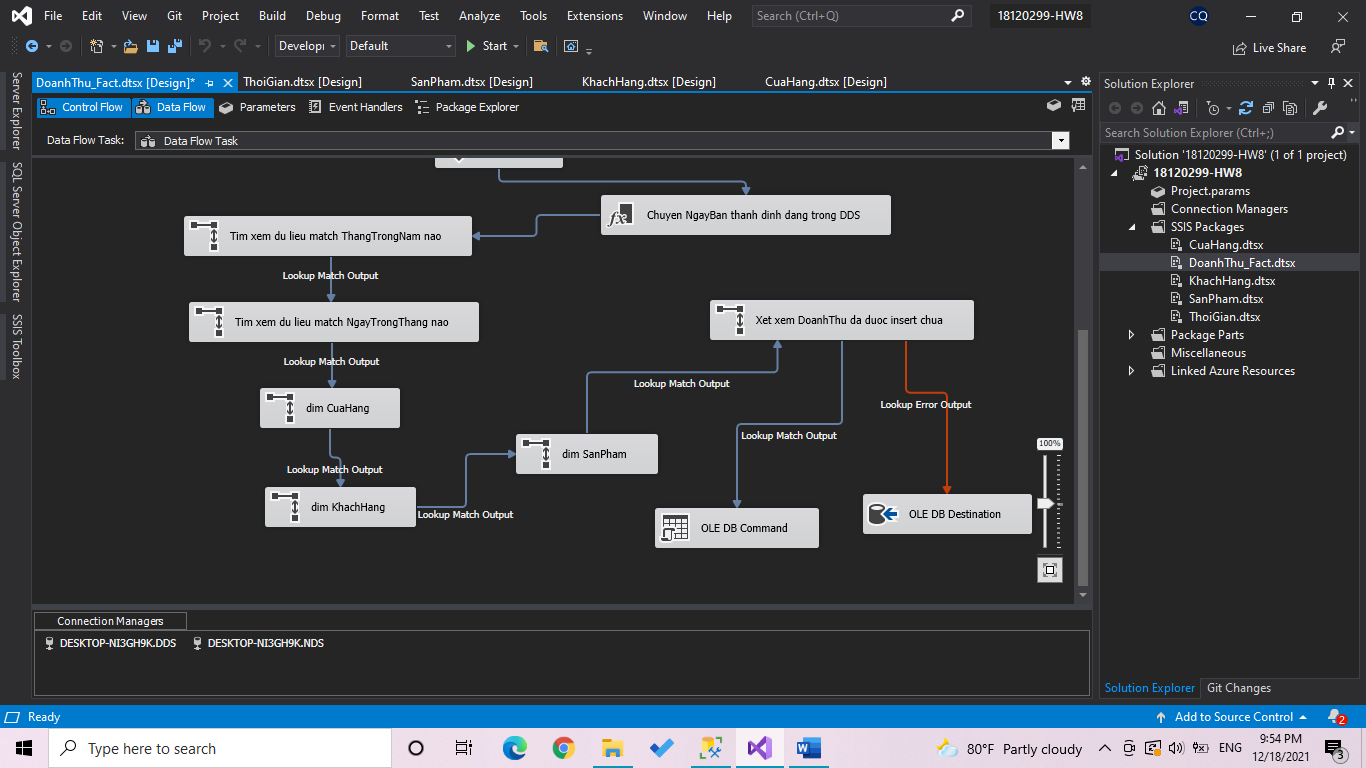 File Edit View Git Project Build Debug Format Test Analyze Tools Extensions Window Help Search (Ctrl+Q) 18120299-HW8 CQ
Developr Default Start Live Share
DoanhThu_Fact.dtsx [Design]* ThoiGian.dtsx [Design] SanPham.dtsx [Design] KhachHang.dtsx [Design] CuaHang.dtsx [Design]
Control Flow Data Flow Parameters Event Handlers Package Explorer
Data Flow Task: Data Flow Task
Server Explorer
SQL Server Object Explorer
SSIS Toolbox
Chuyen NgayBan thanh dinh dang trong DDS
Tim xem du lieu match ThangTrongNam nao
Lookup Match Output
Tim xem du lieu match NgayTrongThang nao
Xet xem DoanhThu da duoc insert chua
Lookup Match Output
Lookup Match Output
dim CuaHang
Lookup Error Output
Lookup Match Output
dim SanPham
Lookup Match Output
100%
dim KhachHang
Lookup Match Output
OLE DB Command
OLE DB Destination
Connection Managers
DESKTOP-NI3GH9K.DDS DESKTOP-NI3GH9K.NDS
Solution Explorer
Search Solution Explorer (Ctrl+;)
Solution '18120299-HW8' (1 of 1 project)
18120299-HW8
Project.params
Connection Managers
SSIS Packages
CuaHang.dtsx
DoanhThu_Fact.dtsx
KhachHang.dtsx
SanPham.dtsx
ThoiGian.dtsx
Package Parts
Miscellaneous
Linked Azure Resources
Solution Explorer Git Changes
Ready Add to Source Control 2
Type here to search 80°F Partly cloudy ENG 9:54 PM
12/18/2021 3